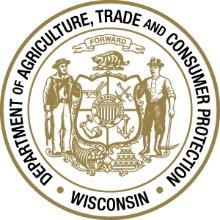 DEPARTMENT OF AGRICULTURE, TRADE AND CONSUMER PROTECTION
· WISCONSIN ·
FORWARD